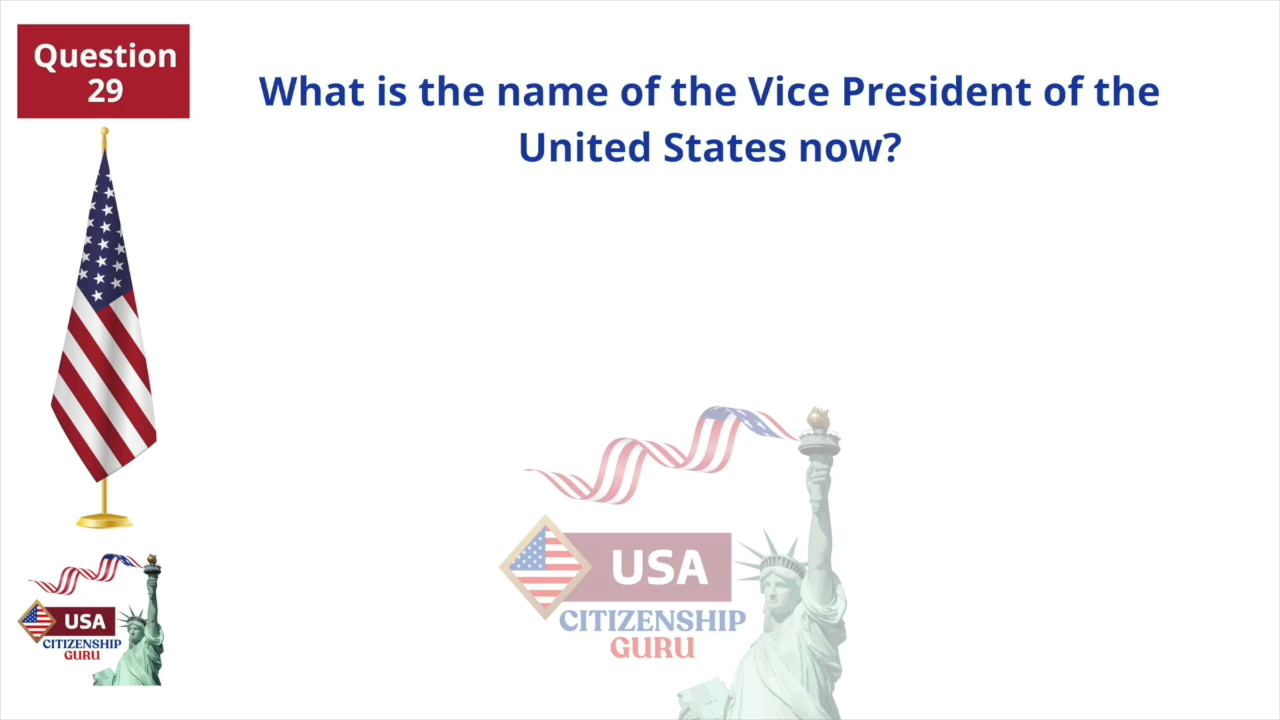 Question
29
What is the name of the Vice President of the
United States now?
USA
CITIZENSHIP
GURU
USA
CITIZENSHIP
GURU